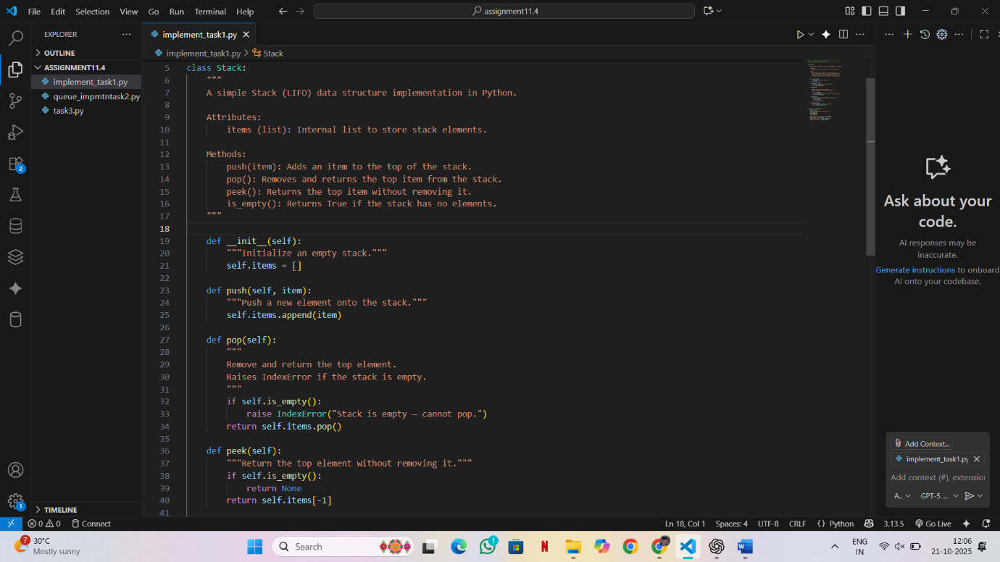 File Edit Selection View Go Run Terminal Help
assignment11.4
EXPLORER
OUTLINE
ASSIGNMENT11.4
implement_task1.py
queue_impmtntask2.py
task3.py
TIMELINE
implement_task1.py
implement_task1.py > Stack
5 class Stack:
6 """
7 A simple Stack (LIFO) data structure implementation in Python.
8
9 Attributes:
10 items (list): Internal list to store stack elements.
11
12 Methods:
13 push(item): Adds an item to the top of the stack.
14 pop(): Removes and returns the top item from the stack.
15 peek(): Returns the top item without removing it.
16 is_empty(): Returns True if the stack has no elements.
17 """
18
19 def __init__(self):
20 """Initialize an empty stack."""
21 self.items = []
22
23 def push(self, item):
24 """Push a new element onto the stack."""
25 self.items.append(item)
26
27 def pop(self):
28 """
29 Remove and return the top element.
30 Raises IndexError if the stack is empty.
31 """
32 if self.is_empty():
33 raise IndexError("Stack is empty — cannot pop.")
34 return self.items.pop()
35
36 def peek(self):
37 """Return the top element without removing it."""
38 if self.is_empty():
39 return None
40 return self.items[-1]
41
Ask about your
code.
AI responses may be
inaccurate.
Generate instructions to onboard
AI onto your codebase.
Add Context...
implement_task1.py
Add context (#), extension
A.. GPT-5 ...
2
1
0 0 Connect
Ln 18, Col 1 Spaces: 4 UTF-8 CRLF {} Python 3.13.5 Go Live
7
30°C
Mostly sunny
Search
1
N
ENG
IN
12:06
21-10-2025